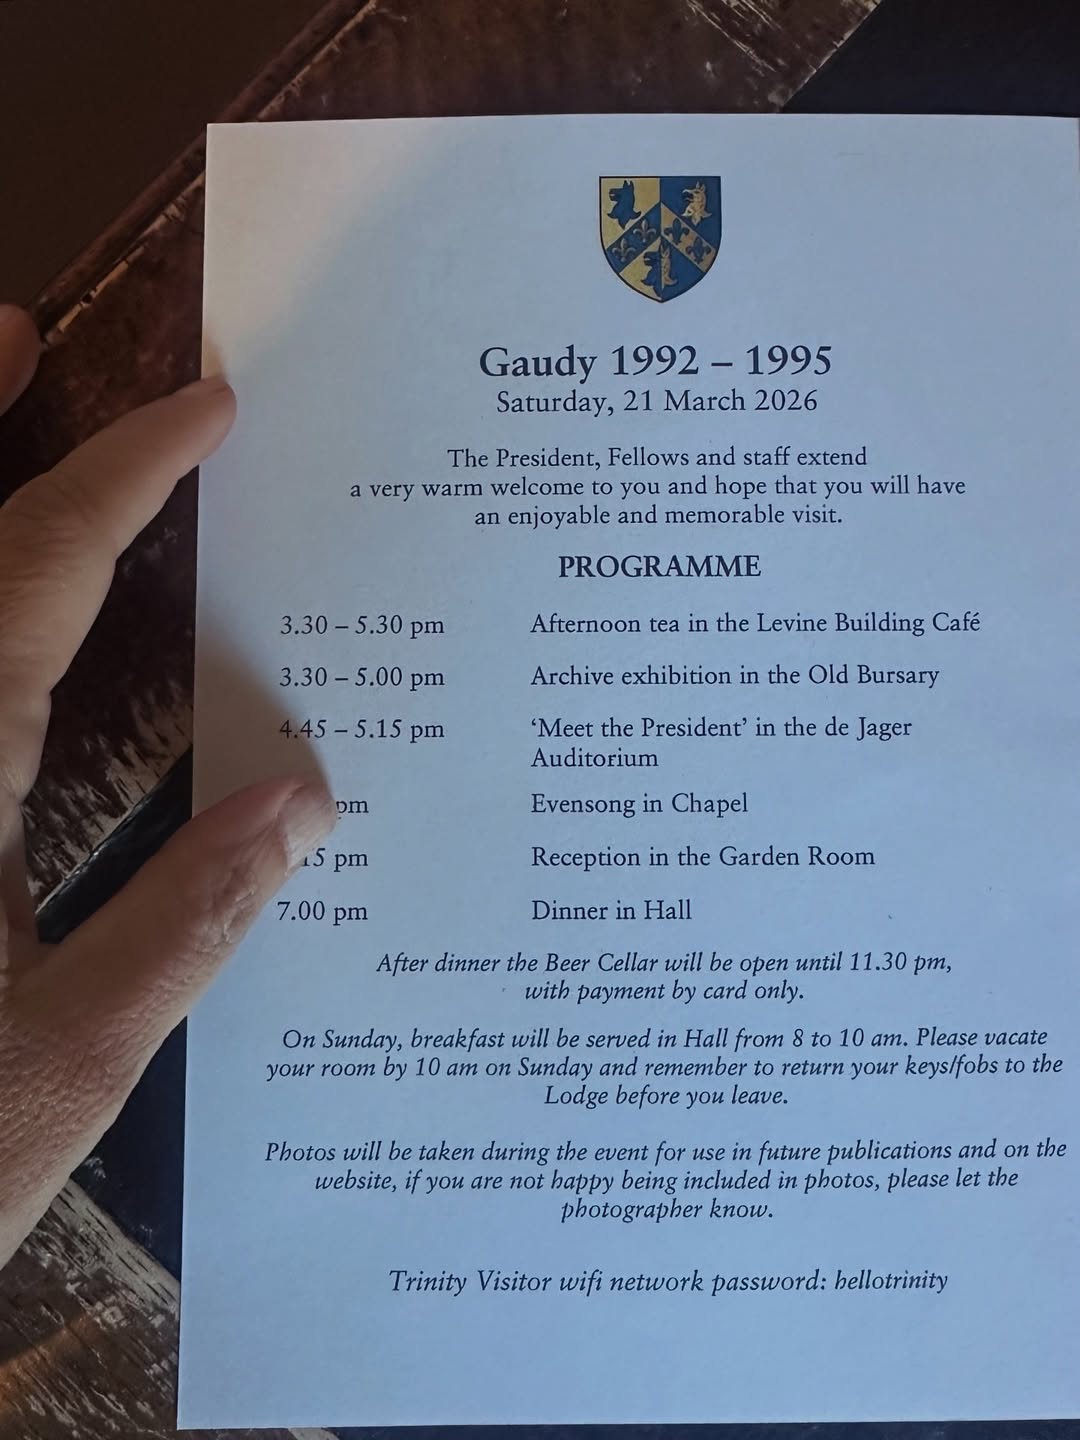 Gaudy 1992 – 1995
Saturday, 21 March 2026
The President, Fellows and staff extend
a very warm welcome to you and hope that you will have
an enjoyable and memorable visit.
PROGRAMME
3.30 – 5.30 pm Afternoon tea in the Levine Building Café
3.30 – 5.00 pm Archive exhibition in the Old Bursary
4.45 – 5.15 pm ‘Meet the President’ in the de Jager
Auditorium
pm Evensong in Chapel
15 pm Reception in the Garden Room
7.00 pm Dinner in Hall
After dinner the Beer Cellar will be open until 11.30 pm,
with payment by card only.
On Sunday, breakfast will be served in Hall from 8 to 10 am. Please vacate
your room by 10 am on Sunday and remember to return your keys/fobs to the
Lodge before you leave.
Photos will be taken during the event for use in future publications and on the
website, if you are not happy being included in photos, please let the
photographer know.
Trinity Visitor wifi network password: hellotrinity